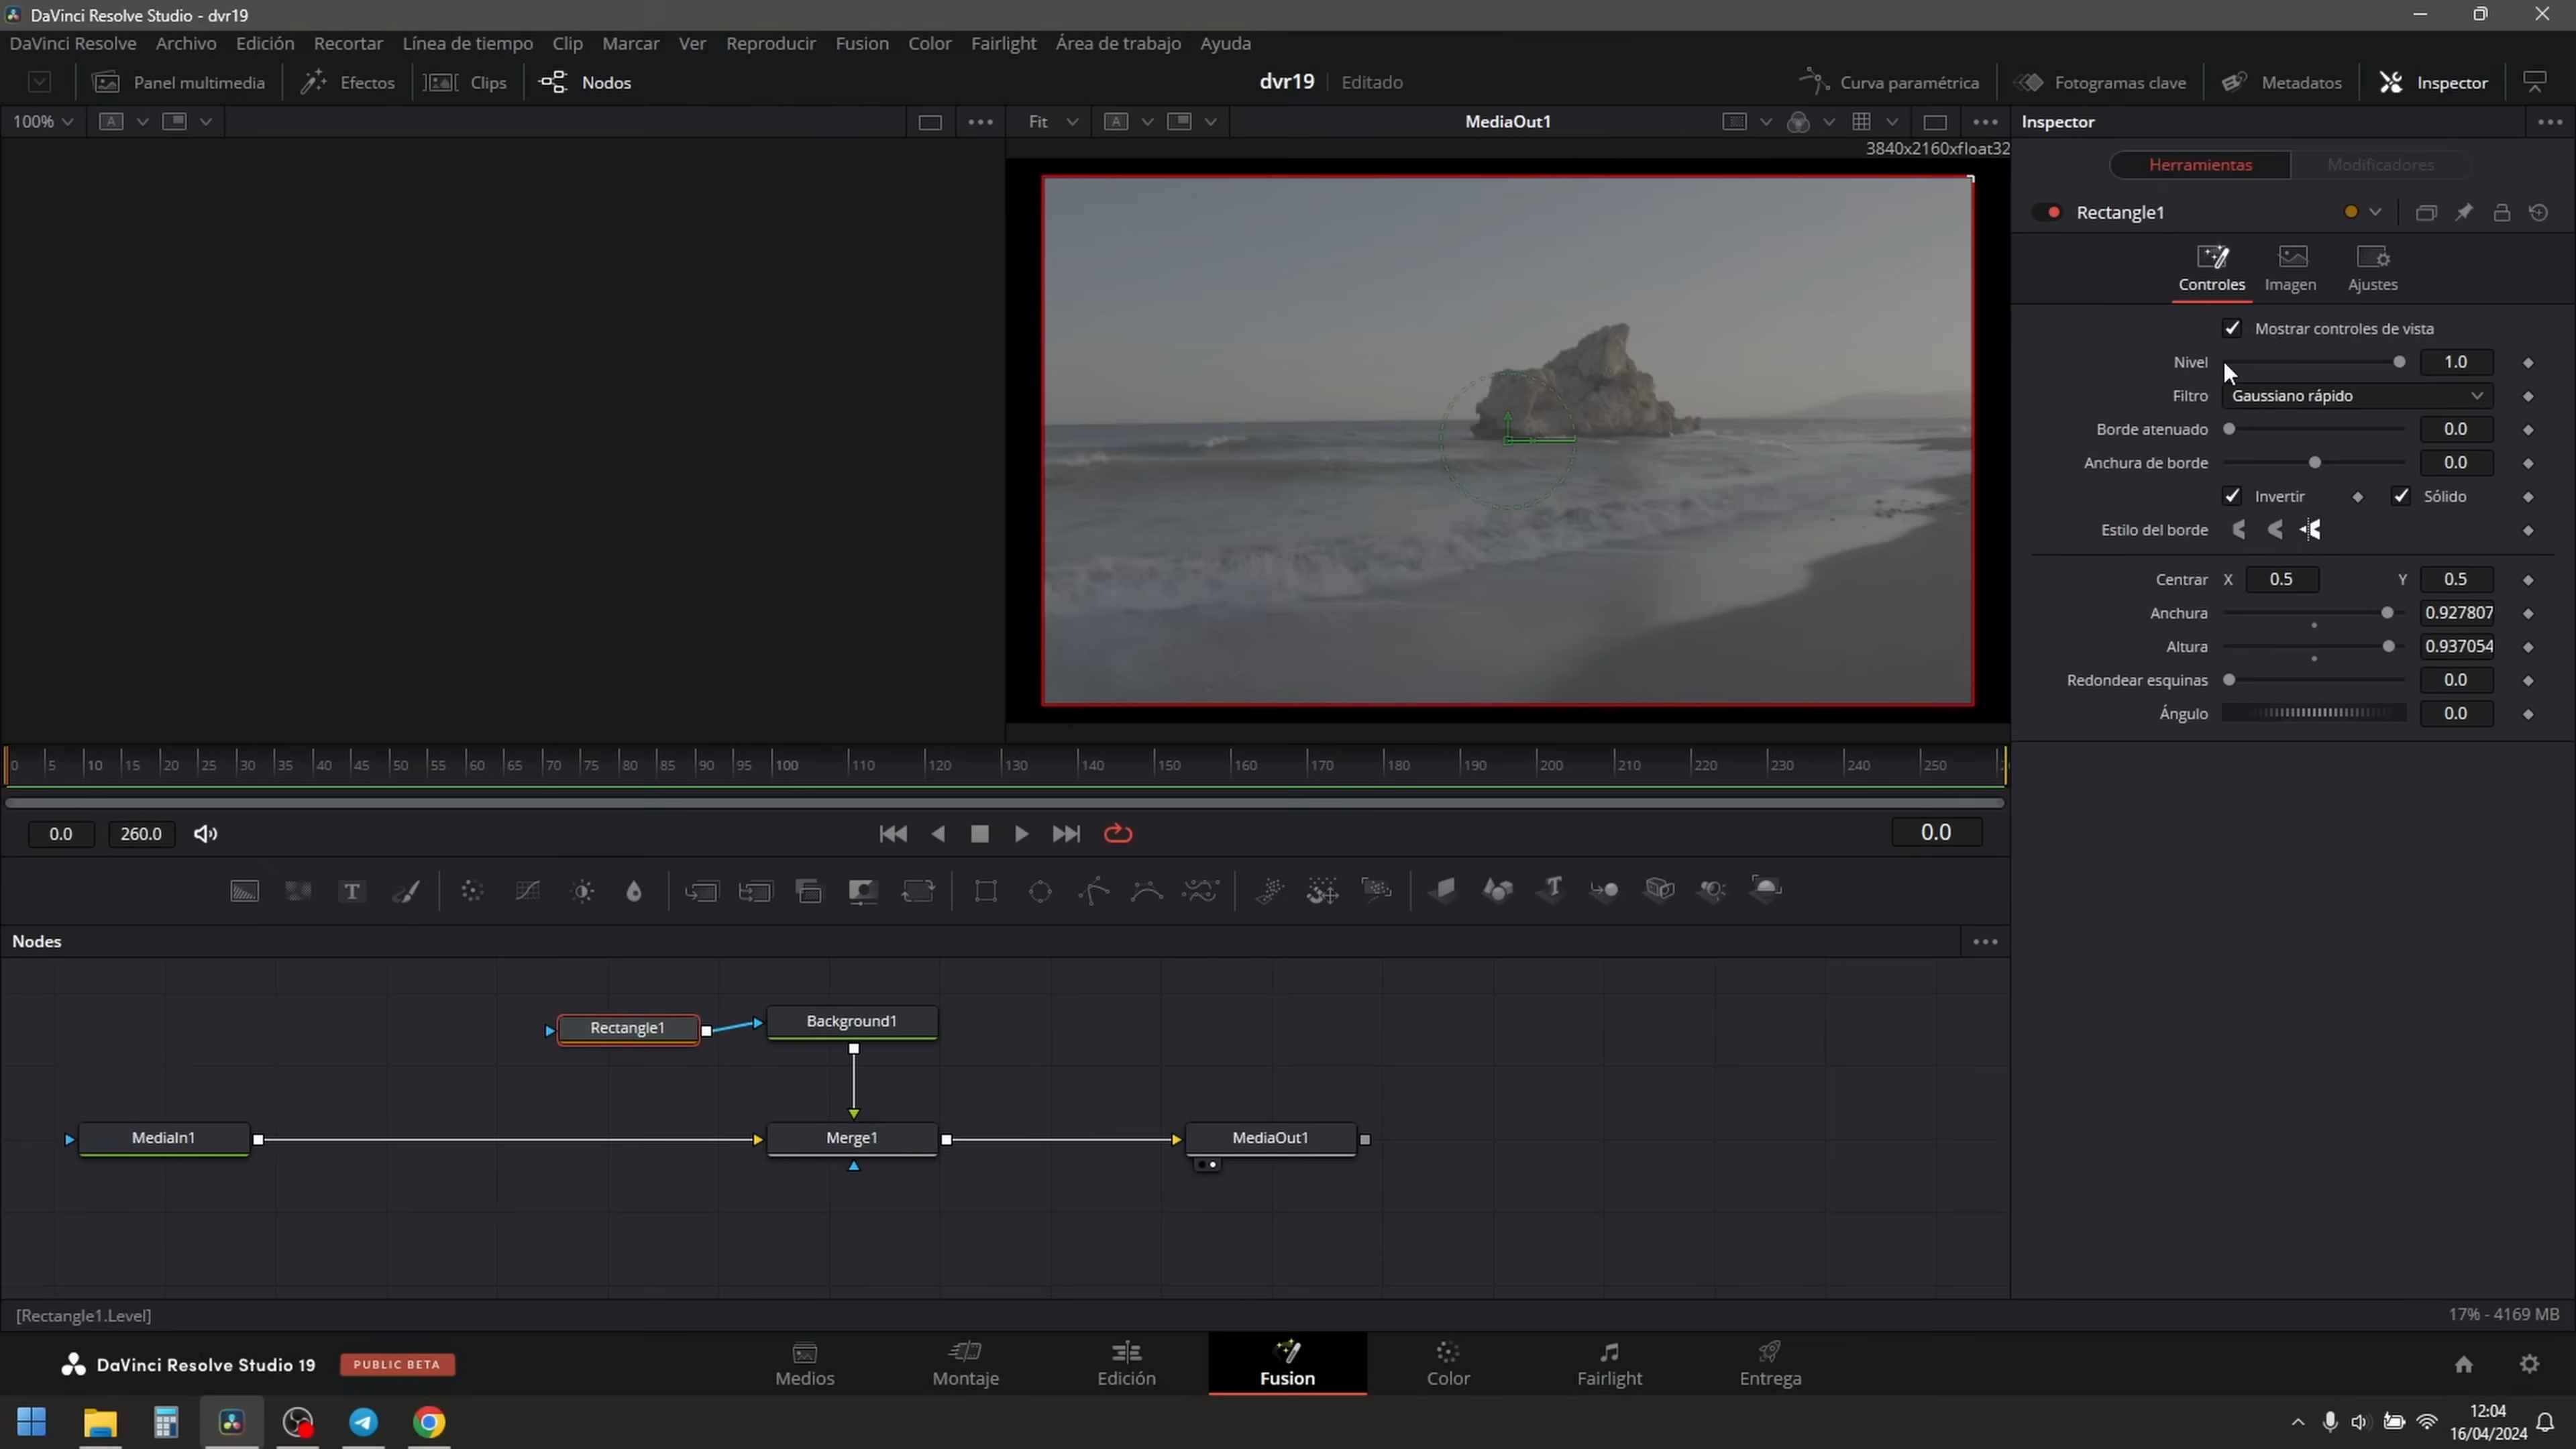 DaVinci Resolve Studio - dvr19
DaVinci Resolve Archivo Edición Recortar Línea de tiempo Clip Marcar Ver Reproducir Fusion Color Fairlight Área de trabajo Ayuda
Panel multimedia Efectos Clips Nodos dvr19 Editado Curva paramétrica Fotogramas clave Metadatos Inspector
100% A Fit A MediaOut1 Inspector
3840x2160xfloat32
Herramientas Modificadores
Rectangle1
Controles Imagen Ajustes
Mostrar controles de vista
Nivel 1.0
Filtro Gaussiano rápido
Borde atenuado 0.0
Anchura de borde 0.0
Invertir Sólido
Estilo del borde
Centrar X 0.5 Y 0.5
Anchura 0.927807
Altura 0.937054
Redondear esquinas 0.0
Ángulo 0.0
0 5 10 15 20 25 30 35 40 45 50 55 60 65 70 75 80 85 90 95 100 110 120 130 140 150 160 170 180 190 200 210 220 230 240 250
0.0 260.0 0.0
T T
Nodes
Rectangle1 Background1
MediaIn1 Merge1 MediaOut1
[Rectangle1.Level] 17% - 4169 MB
DaVinci Resolve Studio 19 PUBLIC BETA Medios Montaje Edición Fusion Color Fairlight Entrega
12:04
16/04/2024